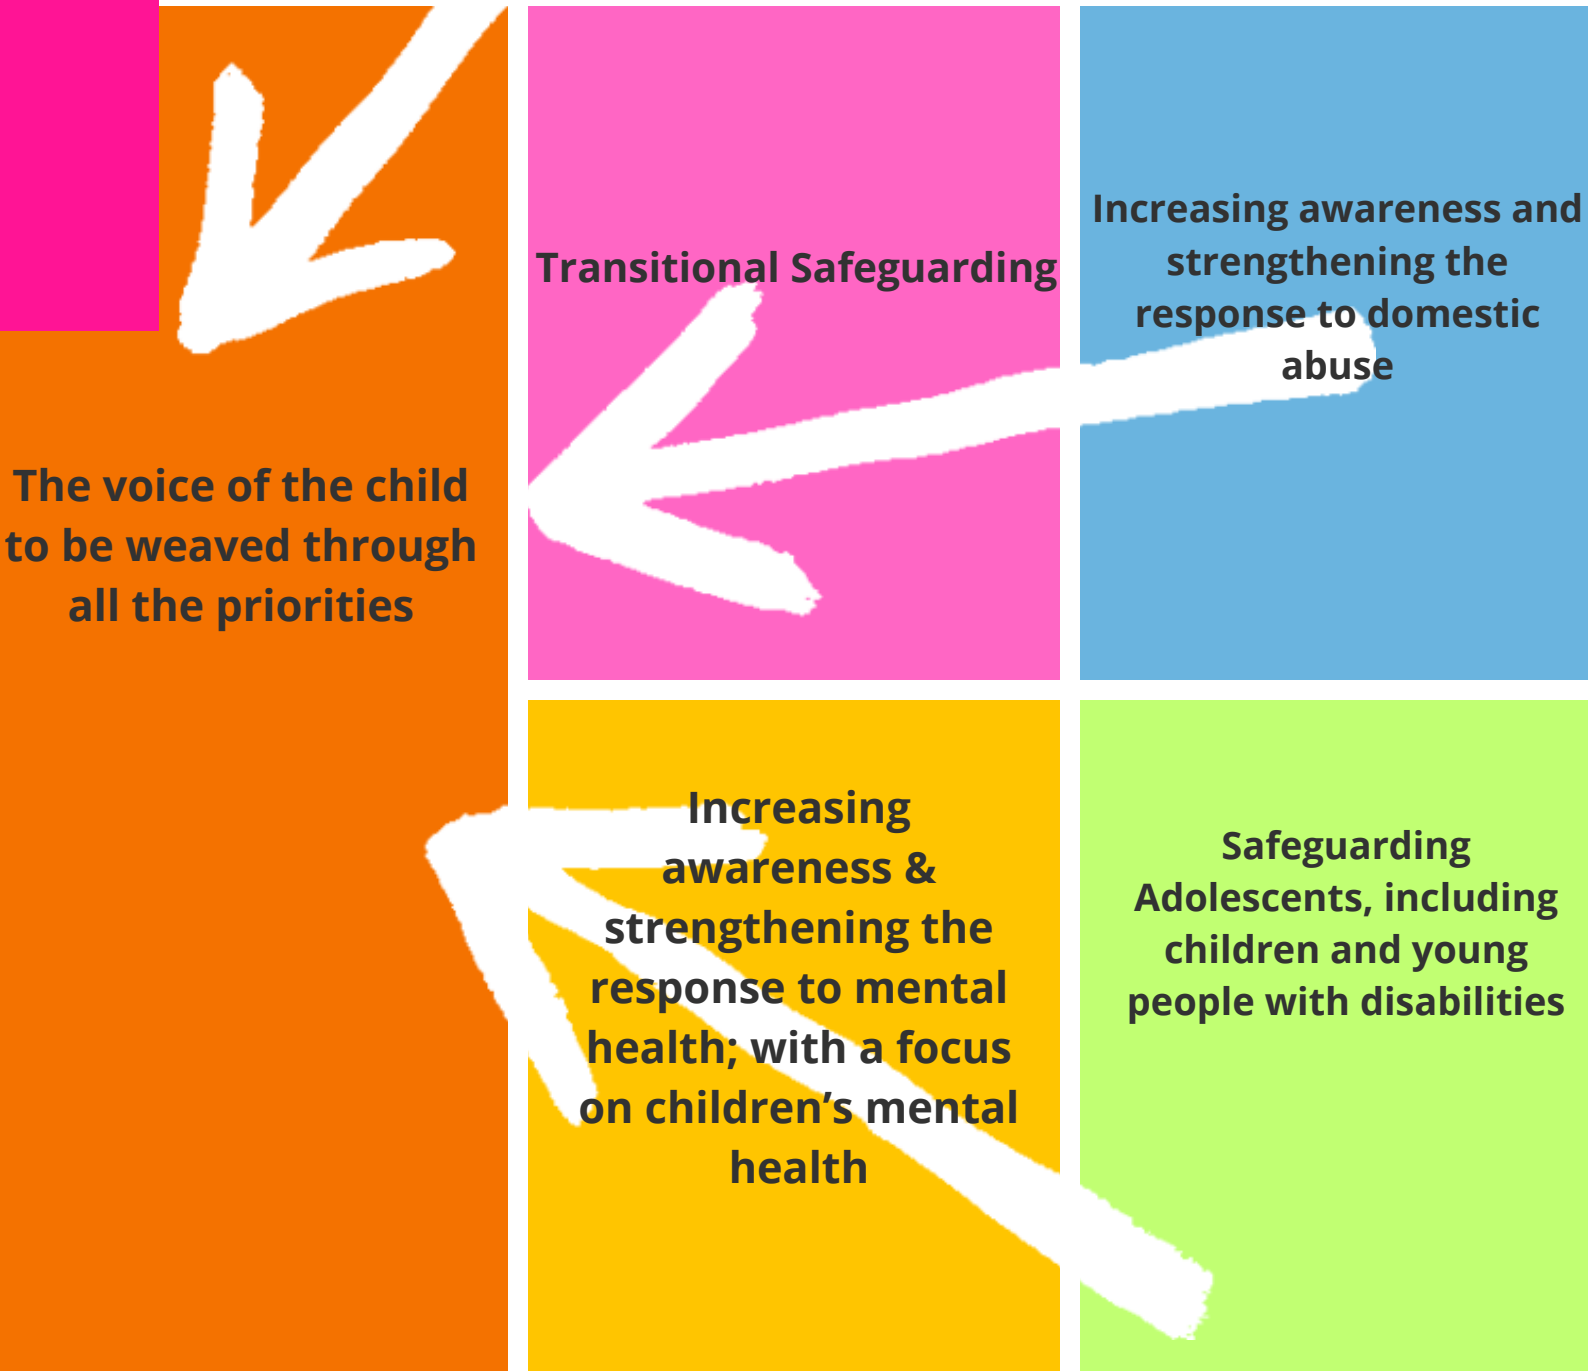 The voice of the child
to be weaved through
all the priorities
Transitional Safeguarding
Increasing awareness and
strengthening the
response to domestic
abuse
Increasing
awareness &
strengthening the
response to mental
health; with a focus
on children’s mental
health
Safeguarding
Adolescents, including
children and young
people with disabilities